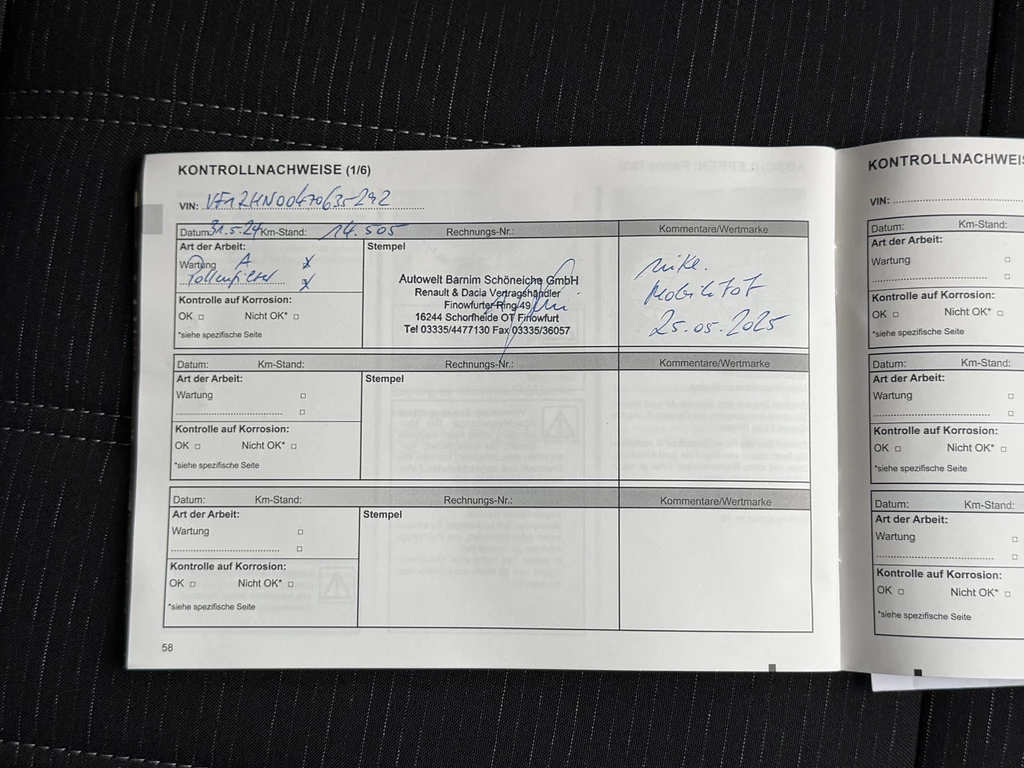 KONTROLLNACHWEISE (1/6)
VIN:
Datum: 31.5.24 Km-Stand: 14.505 Rechnungs-Nr.: Kommentare/Wertmarke
Art der Arbeit: Stempel
Wartung A x
Pollenfilter x
Kontrolle auf Korrosion:
OK □ Nicht OK* □
*siehe spezifische Seite
Autowelt Barnim Schöneiche GmbH
Renault & Dacia Vertragshändler
Finowfurter Ring 49
16244 Schorfheide OT Finowfurt
Tel 03335/4477130 Fax 03335/36057
Mobilität
25.05.2025
Datum: Km-Stand: Rechnungs-Nr.: Kommentare/Wertmarke
Art der Arbeit: Stempel
Wartung □
□
Kontrolle auf Korrosion:
OK □ Nicht OK* □
*siehe spezifische Seite
Datum: Km-Stand: Rechnungs-Nr.: Kommentare/Wertmarke
Art der Arbeit: Stempel
Wartung □
□
Kontrolle auf Korrosion:
OK □ Nicht OK* □
*siehe spezifische Seite
58
KONTROLLNACHWEIS
VIN:
Datum: Km-Stand:
Art der Arbeit:
Wartung □
□
Kontrolle auf Korrosion:
OK □ Nicht OK* □
*siehe spezifische Seite
Datum: Km-Stand:
Art der Arbeit:
Wartung □
□
Kontrolle auf Korrosion:
OK □ Nicht OK* □
*siehe spezifische Seite
Datum: Km-Stand:
Art der Arbeit:
Wartung □
□
Kontrolle auf Korrosion:
OK □ Nicht OK* □
*siehe spezifische Seite